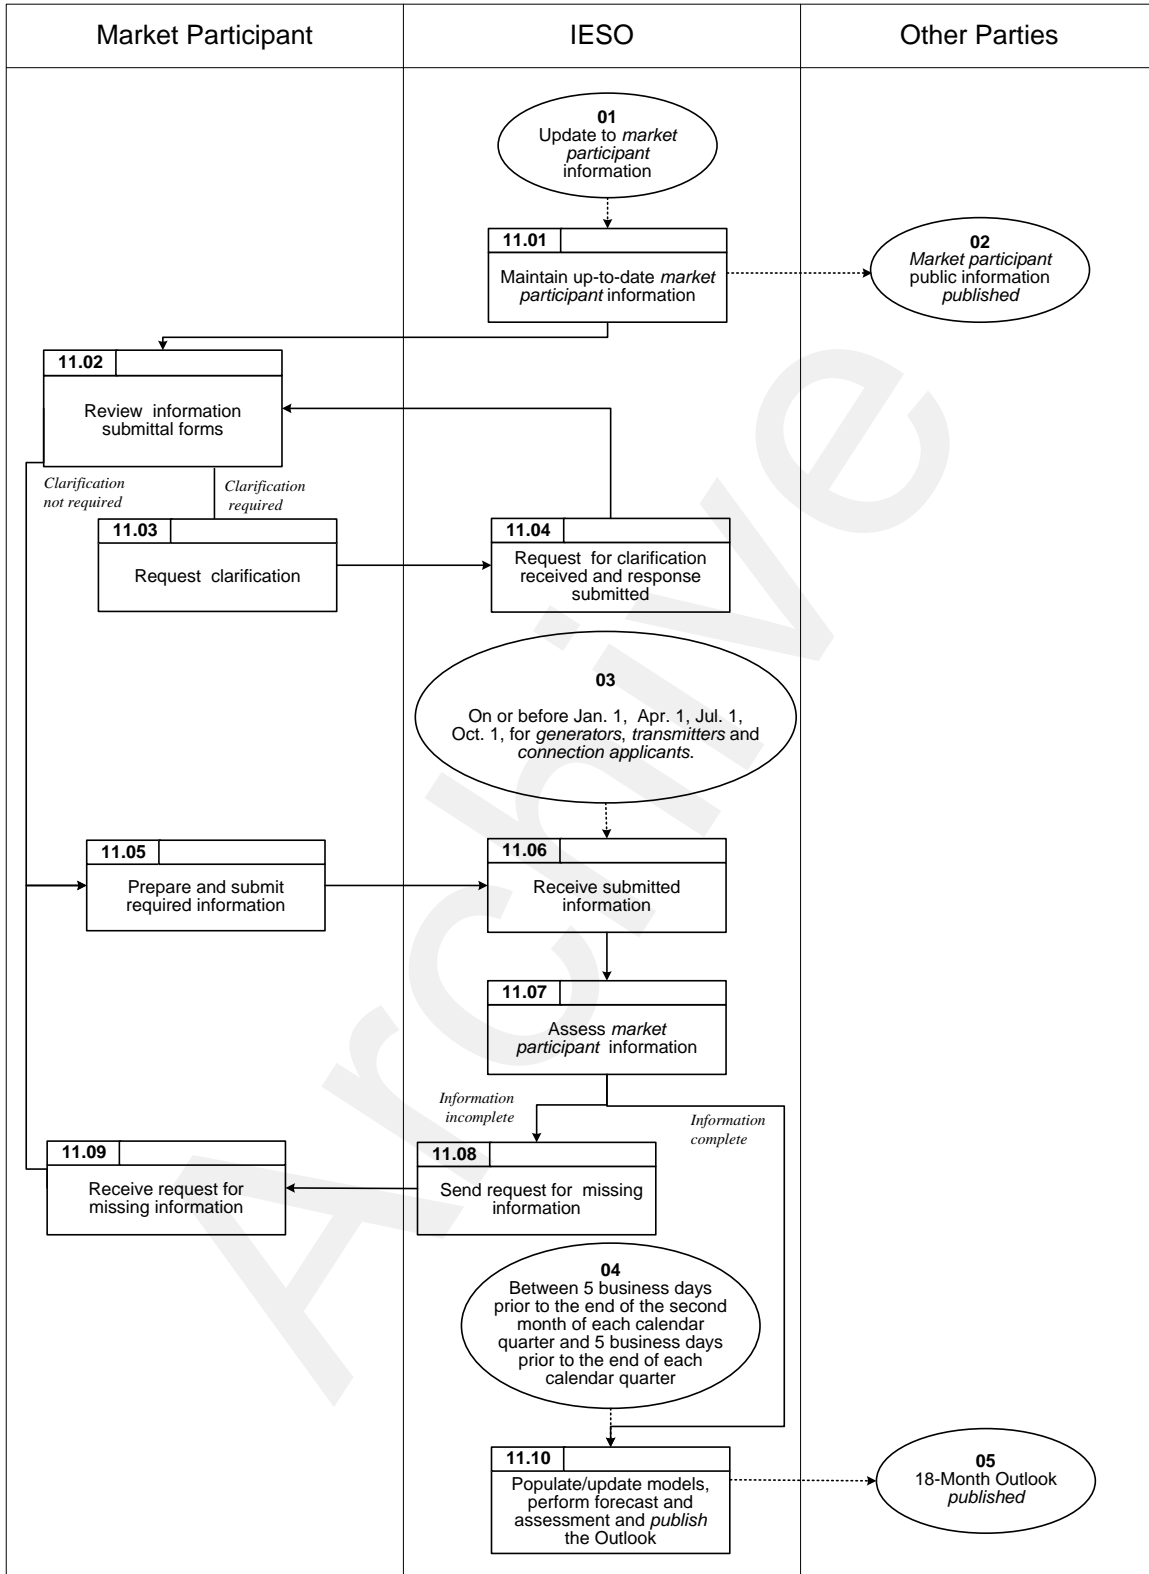 Market Participant
IESO
Other Parties
01
Update to market
participant
information
11.01
Maintain up-to-date market
participant information
02
Market participant
public information
published
11.02
Review information
submittal forms
Clarification
not required
Clarification
required
11.03
Request clarification
11.04
Request for clarification
received and response
submitted
03
On or before Jan. 1, Apr. 1, Jul. 1,
Oct. 1, for generators, transmitters and
connection applicants.
11.05
Prepare and submit
required information
11.06
Receive submitted
information
11.07
Assess market
participant information
Information
incomplete
Information
complete
11.09
Receive request for
missing information
11.08
Send request for missing
information
04
Between 5 business days
prior to the end of the second
month of each calendar
quarter and 5 business days
prior to the end of each
calendar quarter
11.10
Populate/update models,
perform forecast and
assessment and publish
the Outlook
05
18-Month Outlook
published
Archive